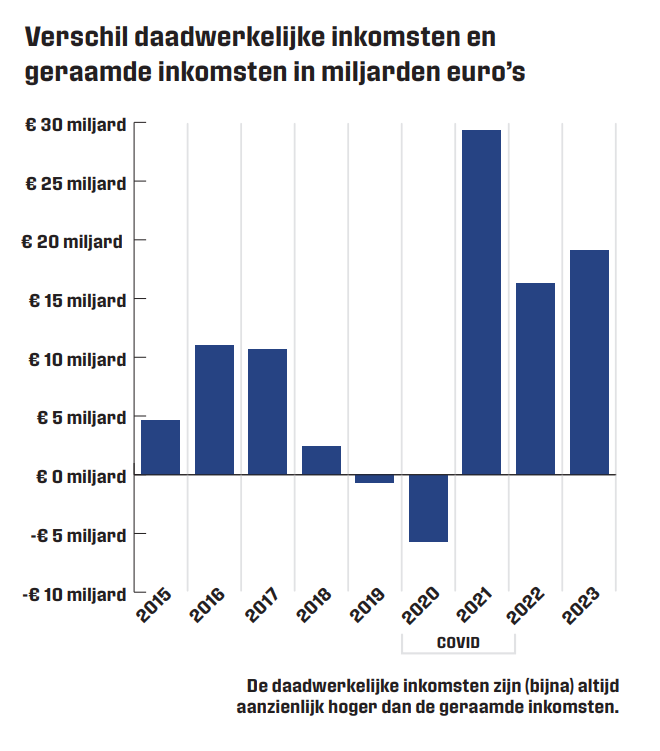 Verschil daadwerkelijke inkomsten en
geraamde inkomsten in miljarden euro's
€ 30 miljard
€ 25 miljard
€ 20 miljard
€ 15 miljard
€ 10 miljard
€ 5 miljard
€ 0 miljard
-€ 5 miljard
-€ 10 miljard
2015 2016 2017 2018 2019 2020 2021 2022 2023
COVID
De daadwerkelijke inkomsten zijn (bijna) altijd
aanzienlijk hoger dan de geraamde inkomsten.